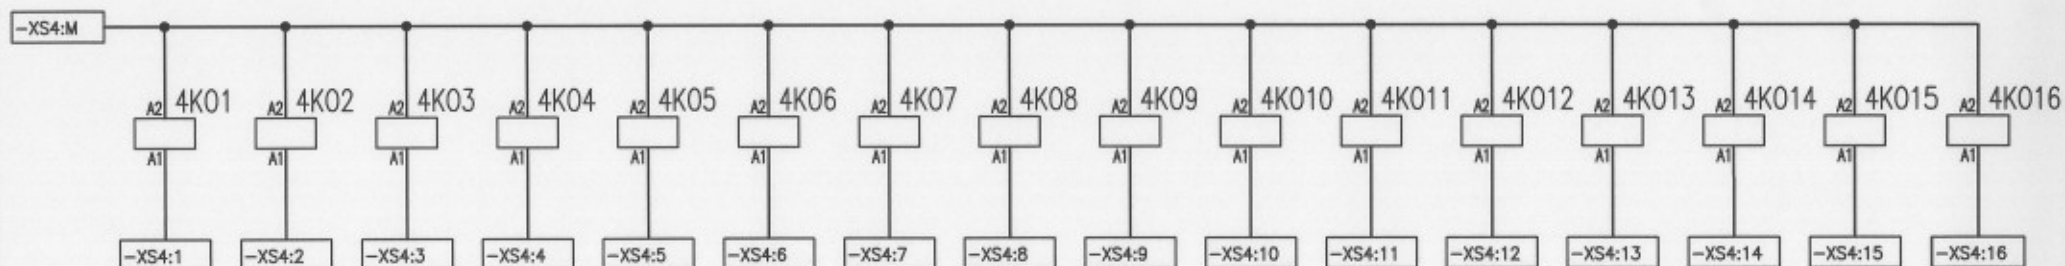 -XS4:M
A2 4K01 A2 4K02 A2 4K03 A2 4K04 A2 4K05 A2 4K06 A2 4K07 A2 4K08 A2 4K09 A2 4K010 A2 4K011 A2 4K012 A2 4K013 A2 4K014 A2 4K015 A2 4K016
A1 A1 A1 A1 A1 A1 A1 A1 A1 A1 A1 A1 A1 A1 A1 A1
-XS4:1 -XS4:2 -XS4:3 -XS4:4 -XS4:5 -XS4:6 -XS4:7 -XS4:8 -XS4:9 -XS4:10 -XS4:11 -XS4:12 -XS4:13 -XS4:14 -XS4:15 -XS4:16